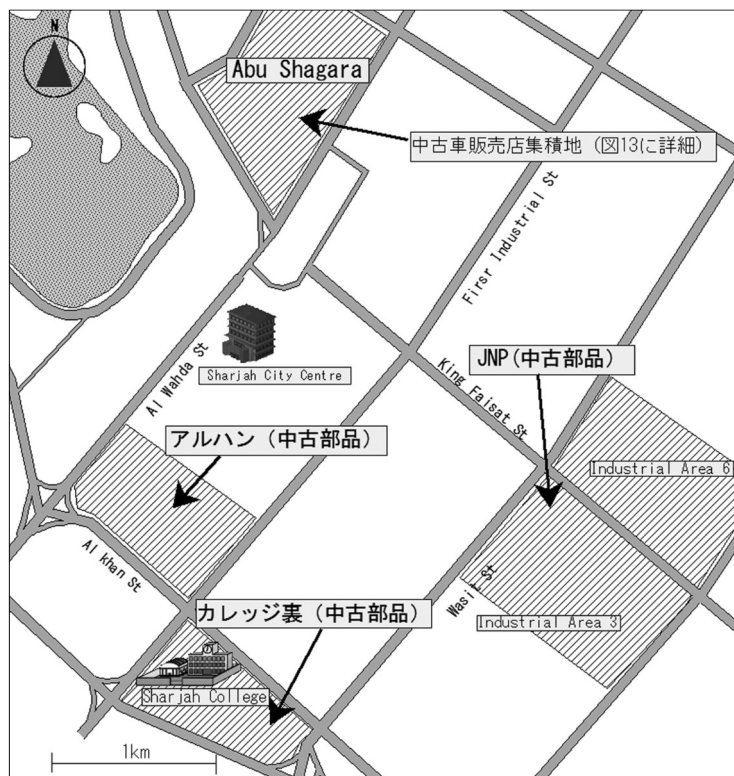 N
Abu Shagara
中古車販売店集積地（図13に詳細）
Firsr Industrial St
Al Wahda St
Sharjah City Centre
King Faisat St
JNP(中古部品)
アルハン（中古部品）
Industrial Area 6
Al khan St
Wasit St
カレッジ裏（中古部品）
Industrial Area 3
Sharjah College
1km